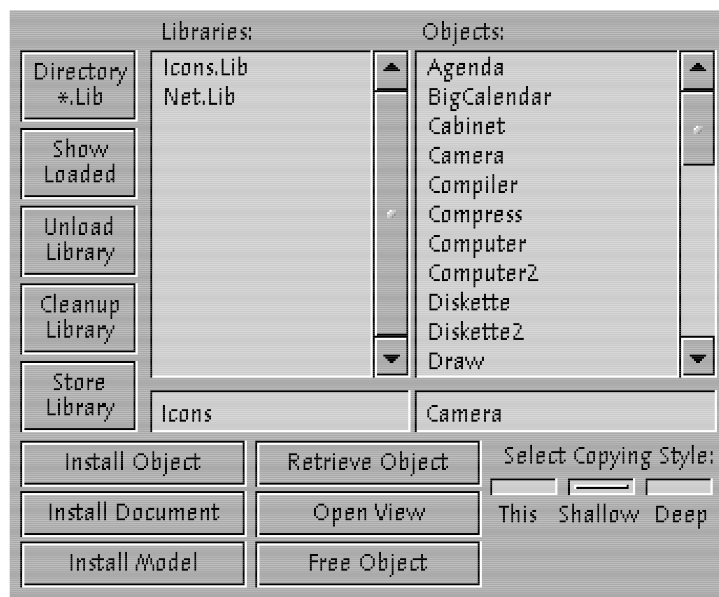 Libraries:
Objects:
Directory
*.Lib
Show
Loaded
Unload
Library
Cleanup
Library
Store
Library
Icons.Lib
Net.Lib
Agenda
BigCalendar
Cabinet
Camera
Compiler
Compress
Computer
Computer2
Diskette
Diskette2
Draw
Icons
Camera
Install Object
Retrieve Object
Select Copying Style:
Install Document
Open View
This Shallow Deep
Install Model
Free Object